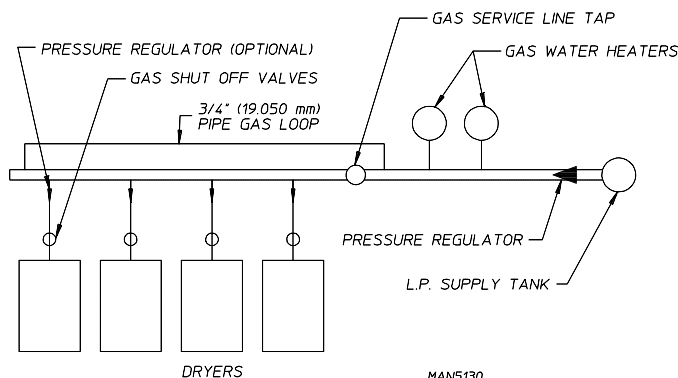 GAS SERVICE LINE TAP
PRESSURE REGULATOR (OPTIONAL)
GAS WATER HEATERS
GAS SHUT OFF VALVES
3/4" (19.050 mm)
PIPE GAS LOOP
PRESSURE REGULATOR
L.P. SUPPLY TANK
DRYERS
MAN5130